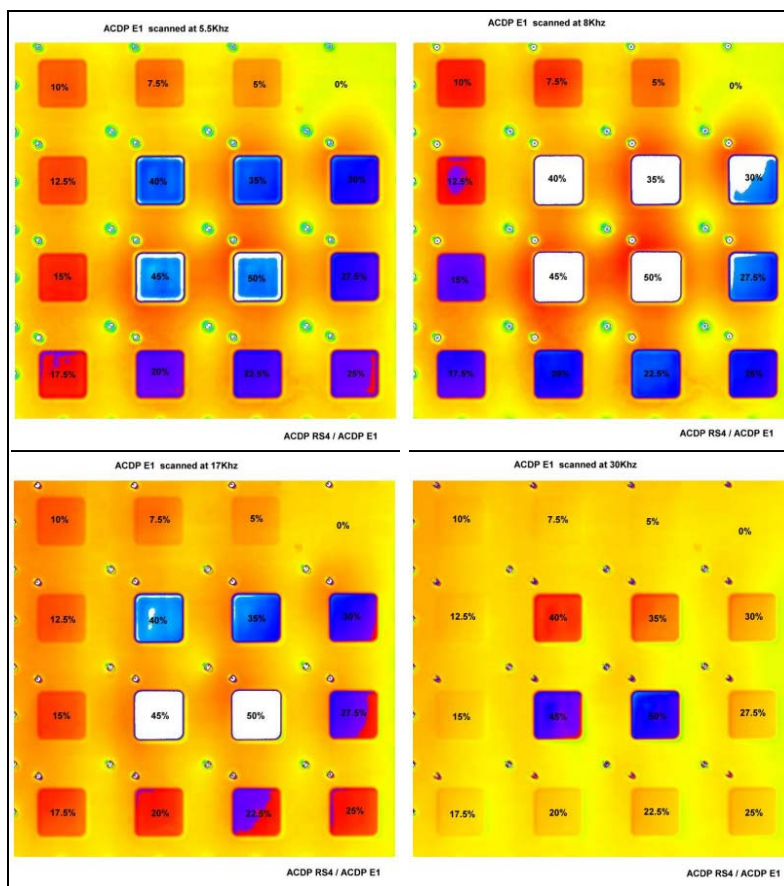 ACDP E1 scanned at 5.5Khz
10% 7.5% 5% 0%
12.5% 40% 35% 30%
15% 45% 50% 27.5%
17.5% 20% 22.5% 25%
ACDP RS4 / ACDP E1
ACDP E1 scanned at 8Khz
10% 7.5% 5% 0%
12.5% 40% 35% 30%
15% 45% 50% 27.5%
17.5% 20% 22.5% 25%
ACDP RS4 / ACDP E1
ACDP E1 scanned at 17Khz
10% 7.5% 5% 0%
12.5% 40% 35% 30%
15% 45% 50% 27.5%
17.5% 20% 22.5% 25%
ACDP RS4 / ACDP E1
ACDP E1 scanned at 30Khz
10% 7.5% 5% 0%
12.5% 40% 35% 30%
15% 45% 50% 27.5%
17.5% 20% 22.5% 25%
ACDP RS4 / ACDP E1